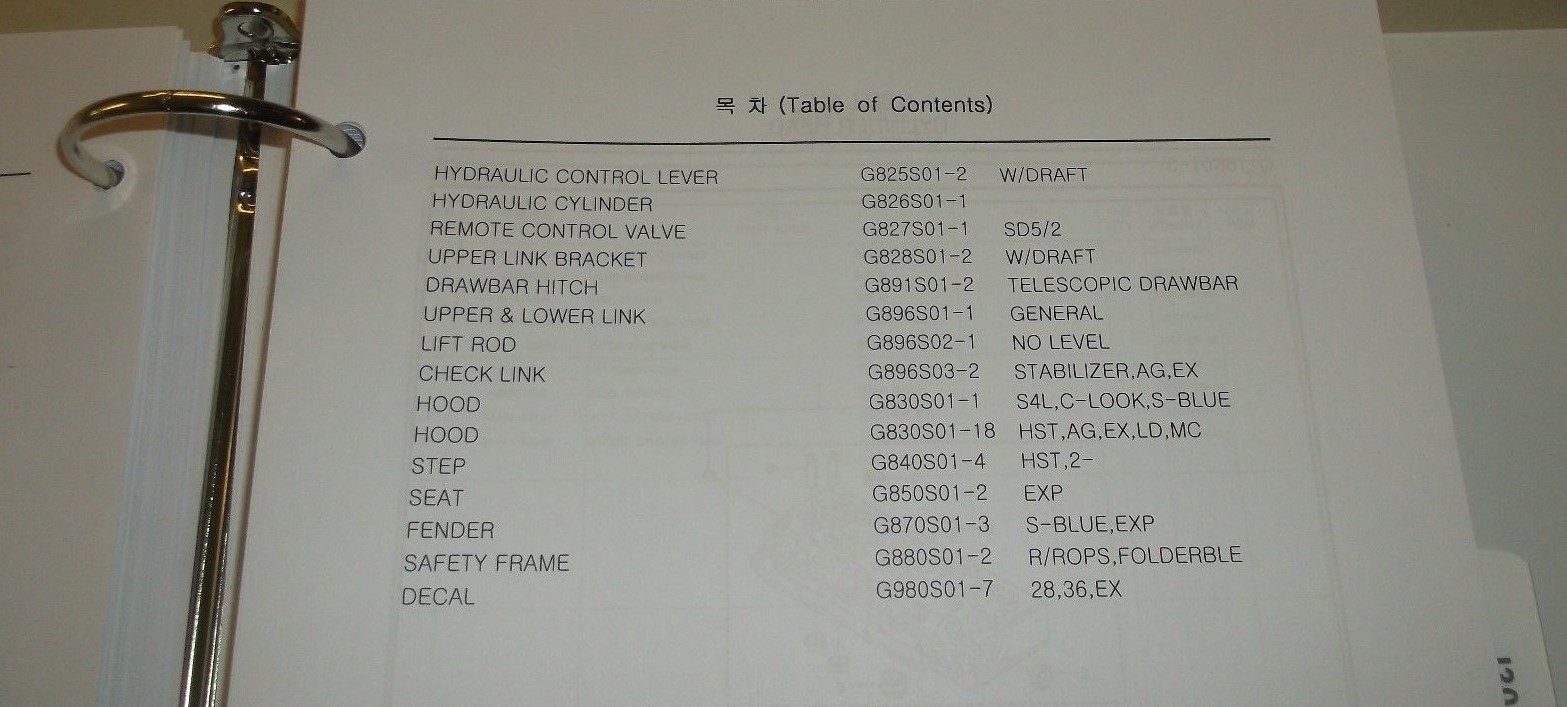 목 차 (Table of Contents)
HYDRAULIC CONTROL LEVER G825S01-2 W/DRAFT
HYDRAULIC CYLINDER G826S01-1
REMOTE CONTROL VALVE G827S01-1 SD5/2
UPPER LINK BRACKET G828S01-2 W/DRAFT
DRAWBAR HITCH G891S01-2 TELESCOPIC DRAWBAR
UPPER & LOWER LINK G896S01-1 GENERAL
LIFT ROD G896S02-1 NO LEVEL
CHECK LINK G896S03-2 STABILIZER,AG,EX
HOOD G830S01-1 S4L,C-LOOK,S-BLUE
HOOD G830S01-18 HST,AG,EX,LD,MC
STEP G840S01-4 HST,2-
SEAT G850S01-2 EXP
FENDER G870S01-3 S-BLUE,EXP
SAFETY FRAME G880S01-2 R/ROPS,FOLDERBLE
DECAL G980S01-7 28,36,EX